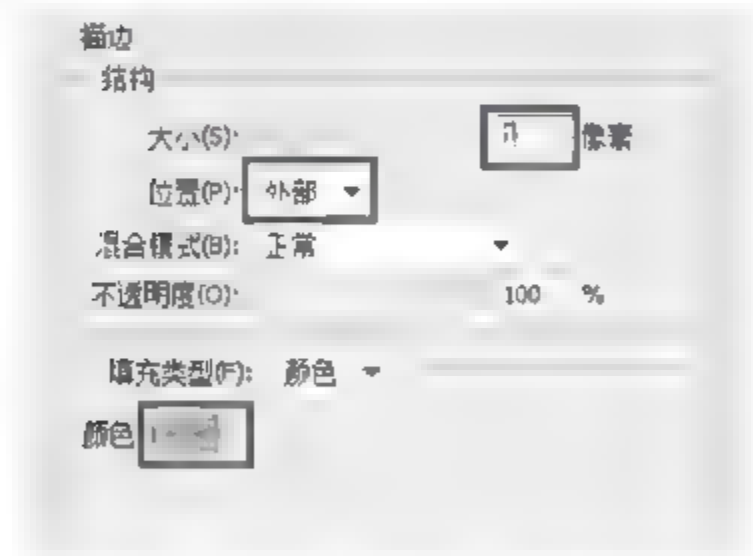 描边
结构
大小(S): 像素
位置(P): 外部
混合模式(B): 正常
不透明度(O): 100 %
填充类型(F): 颜色
颜色